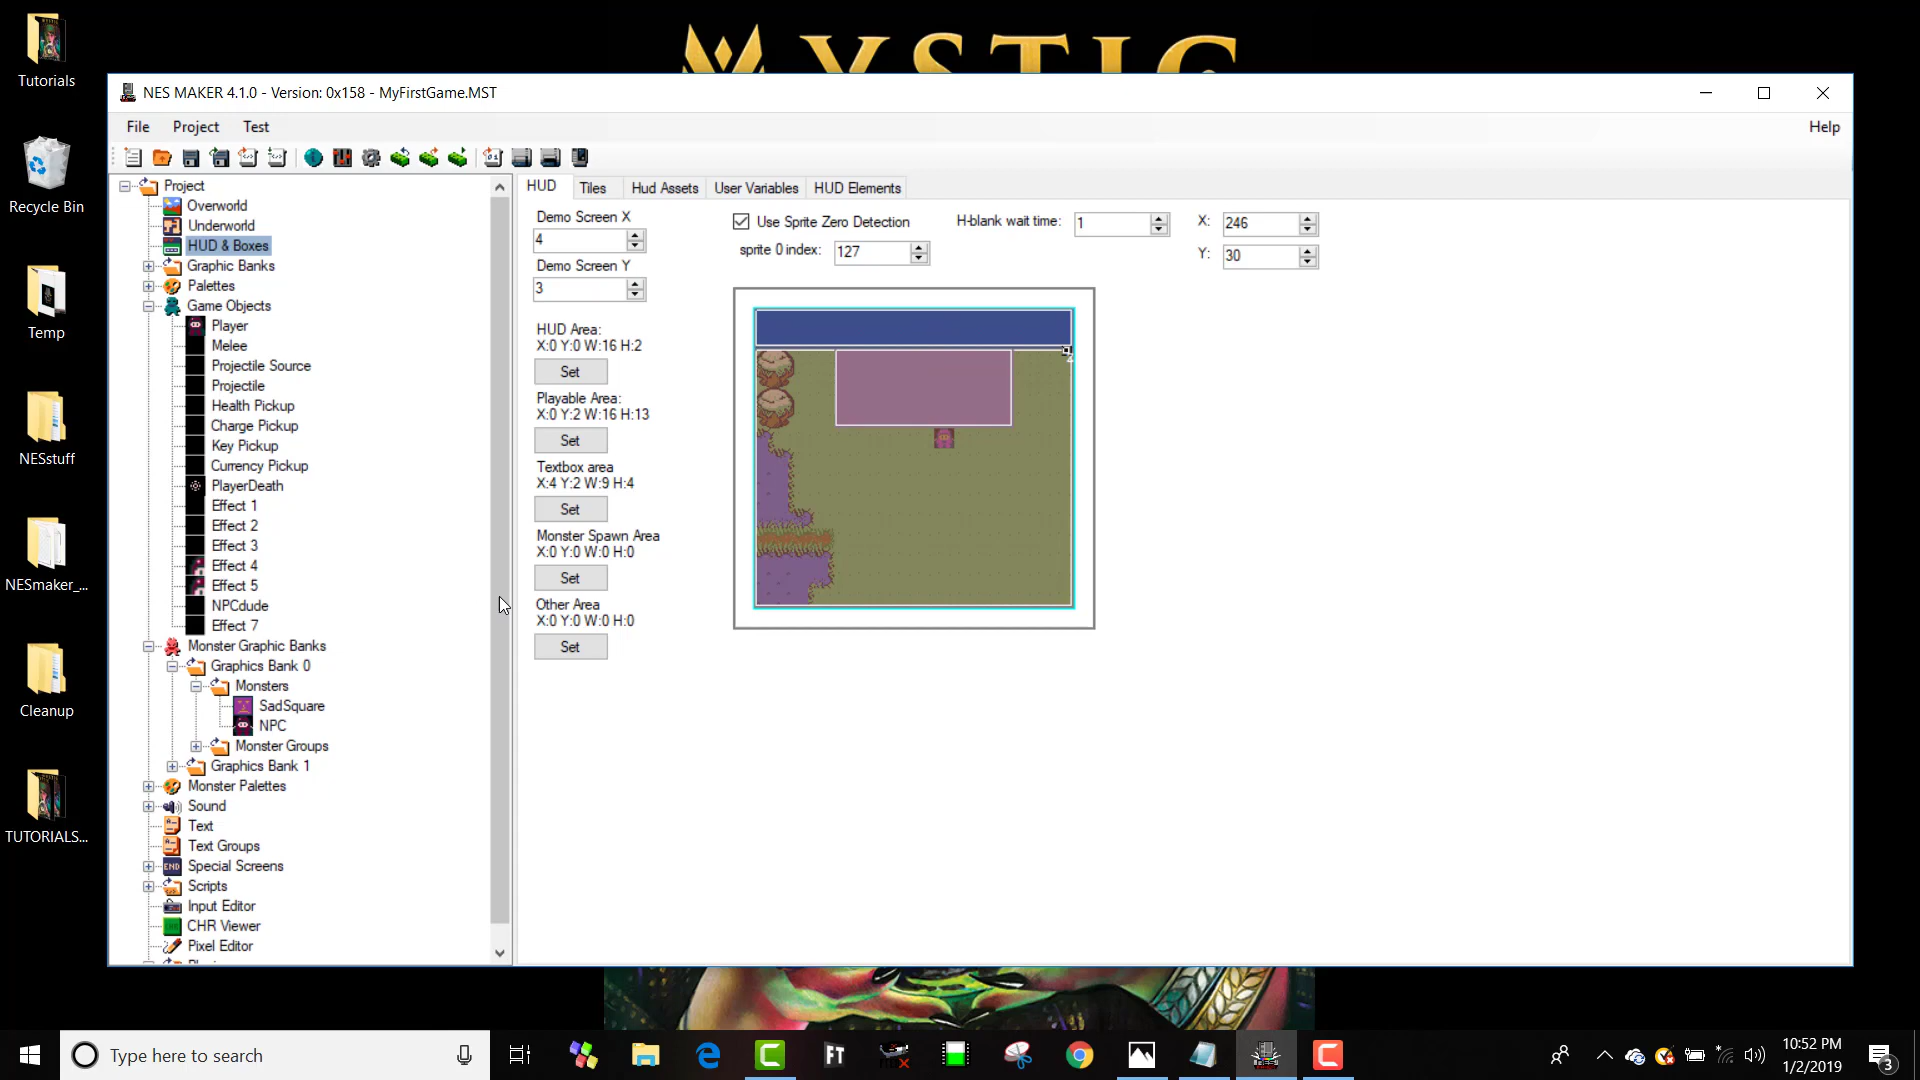 MYSTIC
Tutorials
Recycle Bin
Temp
NESstuff
NESmaker_...
Cleanup
TUTORIALS...
NES MAKER 4.1.0 - Version: 0x158 - MyFirstGame.MST
File Project Test Help
Project
Overworld
Underworld
HUD & Boxes
Graphic Banks
Palettes
Game Objects
Player
Melee
Projectile Source
Projectile
Health Pickup
Charge Pickup
Key Pickup
Currency Pickup
PlayerDeath
Effect 1
Effect 2
Effect 3
Effect 4
Effect 5
NPCdude
Effect 7
Monster Graphic Banks
Graphics Bank 0
Monsters
SadSquare
NPC
Monster Groups
Graphics Bank 1
Monster Palettes
Sound
Text
Text Groups
END Special Screens
Scripts
Input Editor
CHR Viewer
Pixel Editor
HUD Tiles Hud Assets User Variables HUD Elements
Demo Screen X
4
Demo Screen Y
3
HUD Area:
X:0 Y:0 W:16 H:2
Set
Playable Area:
X:0 Y:2 W:16 H:13
Set
Textbox area
X:4 Y:2 W:9 H:4
Set
Monster Spawn Area
X:0 Y:0 W:0 H:0
Set
Other Area
X:0 Y:0 W:0 H:0
Set
Use Sprite Zero Detection
sprite 0 index: 127
H-blank wait time: 1
X: 246
Y: 30
Type here to search
FT
10:52 PM
1/2/2019
3